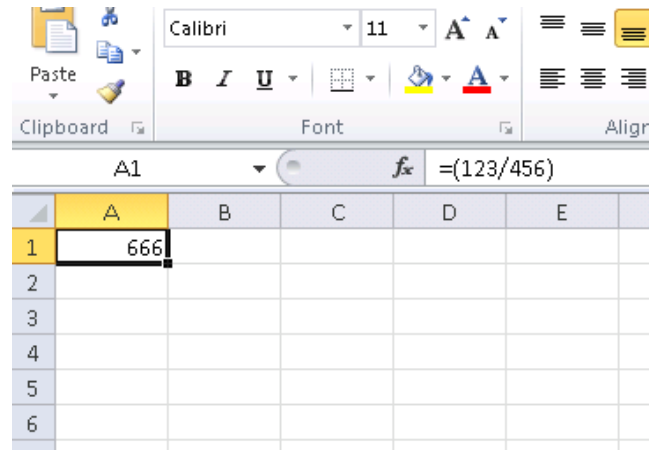 Calibri 11 A A
Paste B I U A
Clipboard Font Align
A1 fx =(123/456)
A B C D E
1 666
2
3
4
5
6